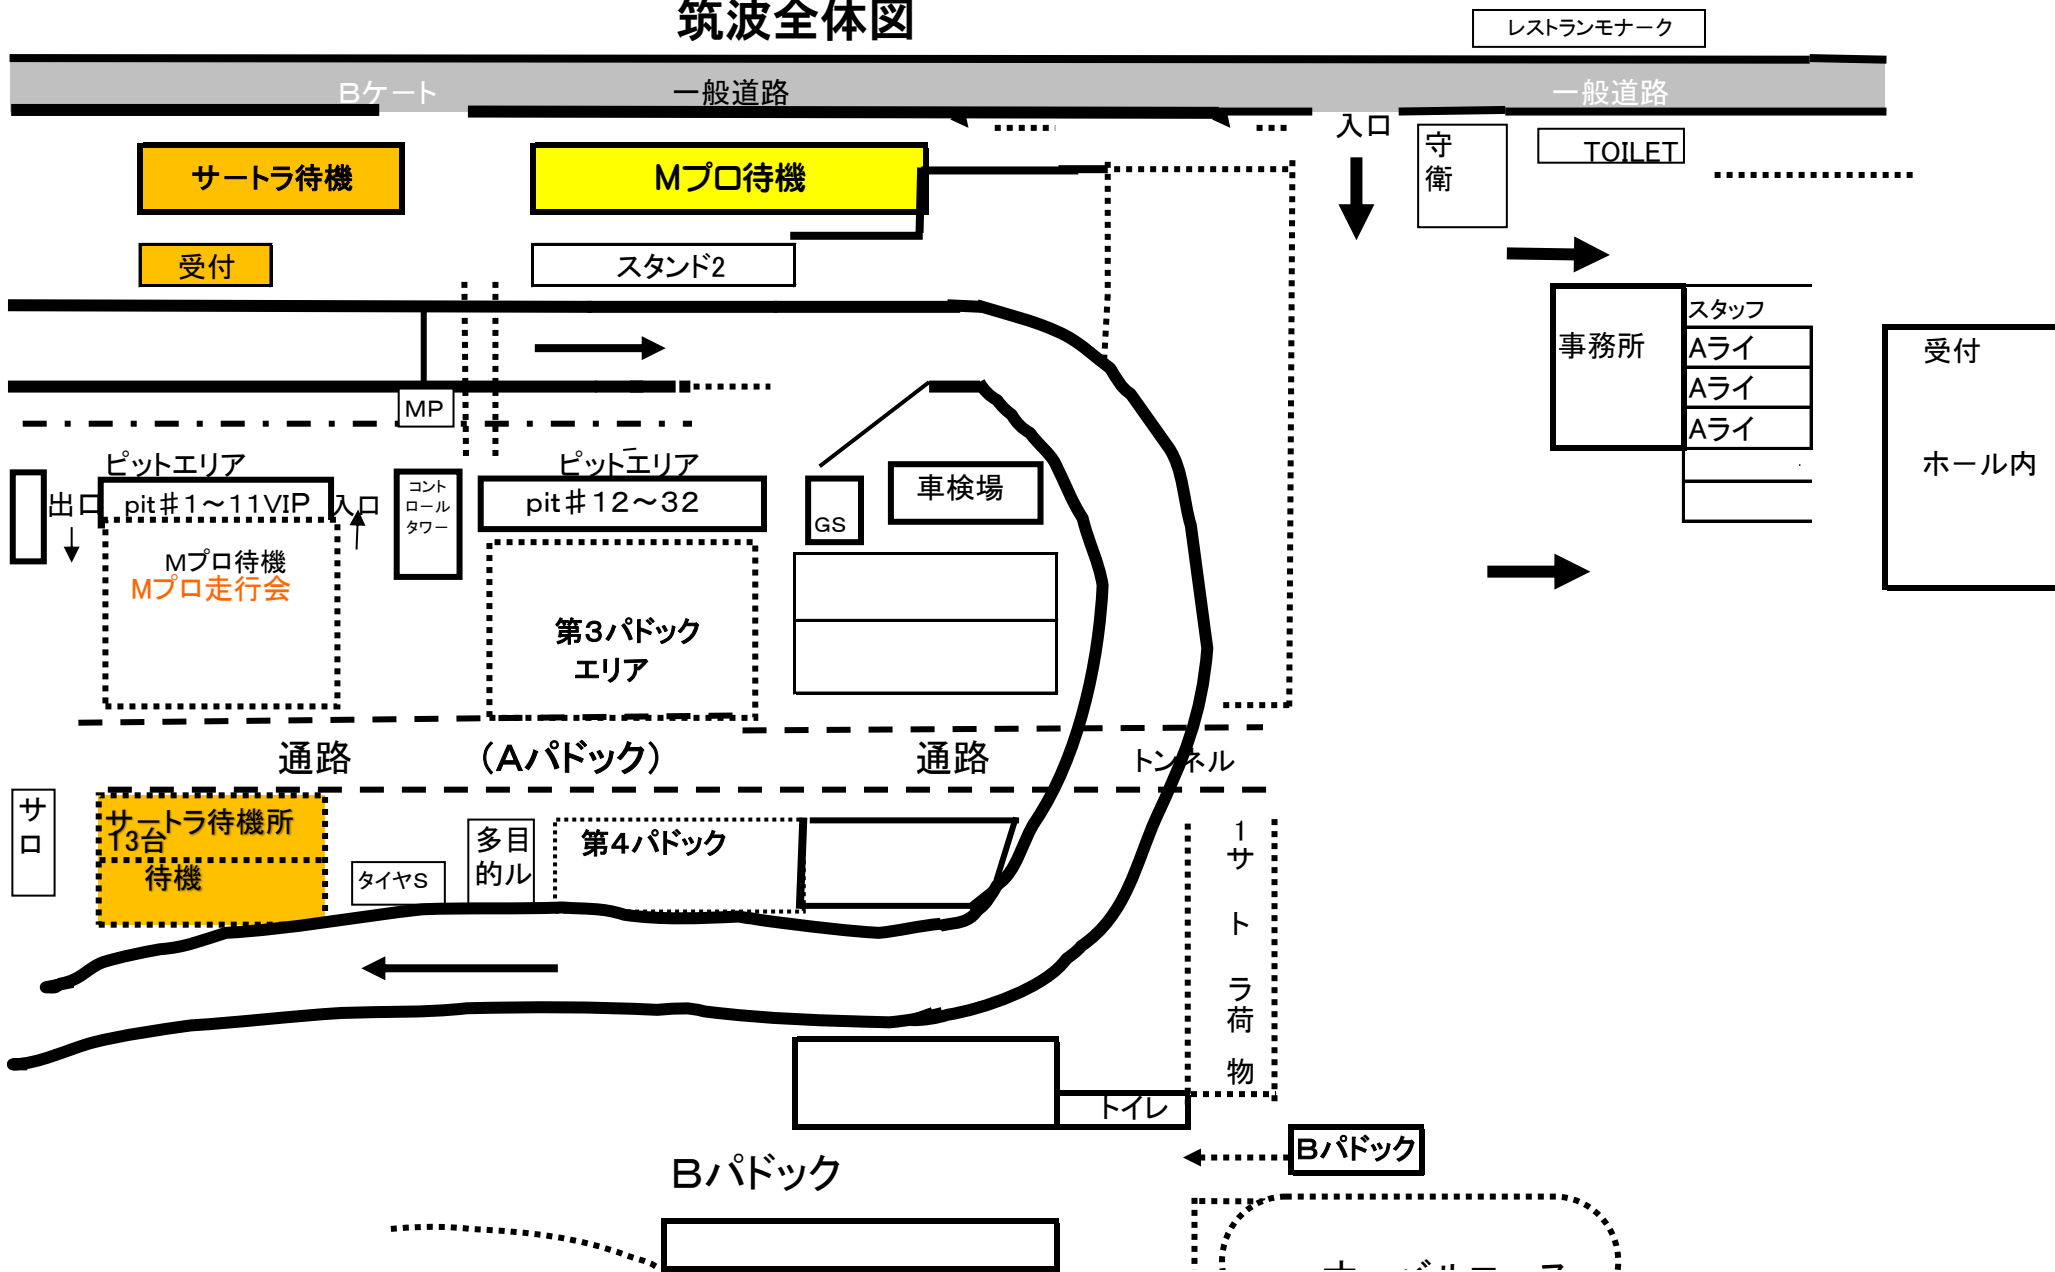 筑波全体図
レストランモナーク
Bケート
一般道路
一般道路
入口
守
衛
TOILET
サートラ待機
Mプロ待機
受付
スタンド2
事務所
スタッフ
Aライ
Aライ
Aライ
受付
ホール内
MP
ピットエリア
ピットエリア
出口
pit♯1～11VIP
入口
コント
ロール
タワー
pit♯12～32
GS
車検場
Mプロ待機
Mプロ走行会
第3パドック
エリア
通路
(Aパドック)
通路
トンネル
サ
ロ
サートラ待機所
13台
待機
タイヤS
多目
的ル
第4パドック
1
サ
ト
ラ
荷
物
トイレ
Bパドック
Bパドック